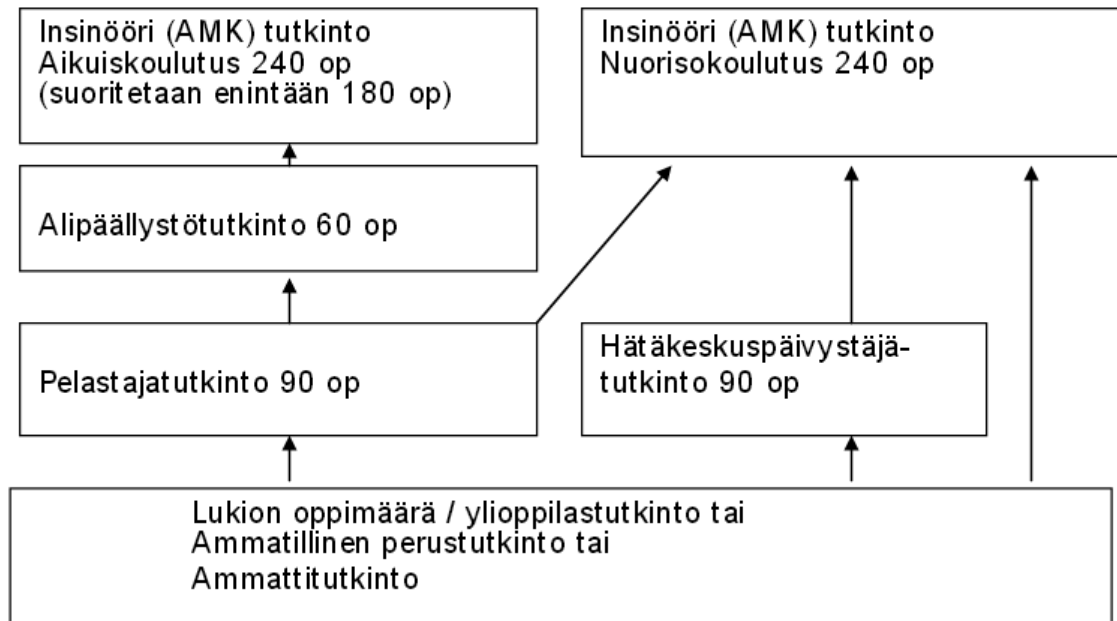 Insinööri (AMK) tutkinto
Aikuiskoulutus 240 op
(suoritetaan enintään 180 op)
Insinööri (AMK) tutkinto
Nuorisokoulutus 240 op
Alipäällystötutkinto 60 op
Pelastajatutkinto 90 op
Hätäkeskuspäivystäjä-
tutkinto 90 op
Lukion oppimäärä / ylioppilastutkinto tai
Ammatillinen perustutkinto tai
Ammattitutkinto